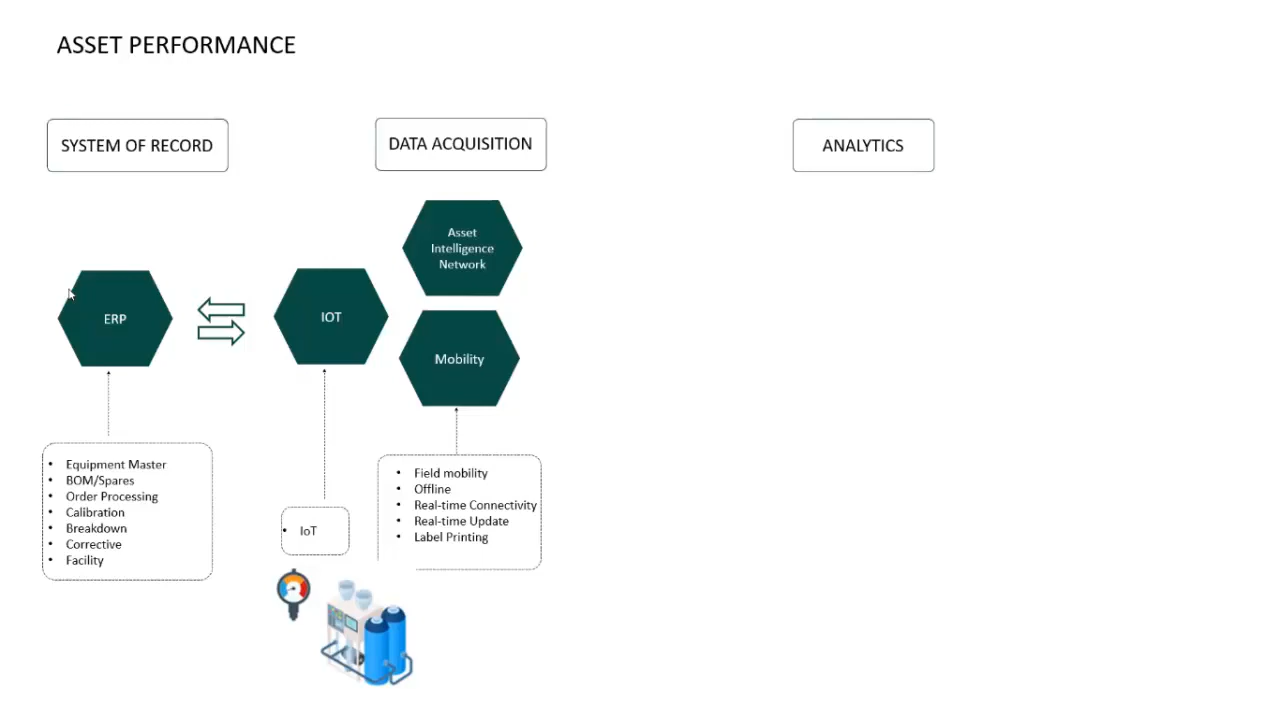 ASSET PERFORMANCE
SYSTEM OF RECORD
DATA ACQUISITION
ANALYTICS
Asset
Intelligence
Network
ERP
IOT
Mobility
• Equipment Master
• BOM/Spares
• Order Processing
• Calibration
• Breakdown
• Corrective
• Facility
• IoT
• Field mobility
• Offline
• Real-time Connectivity
• Real-time Update
• Label Printing